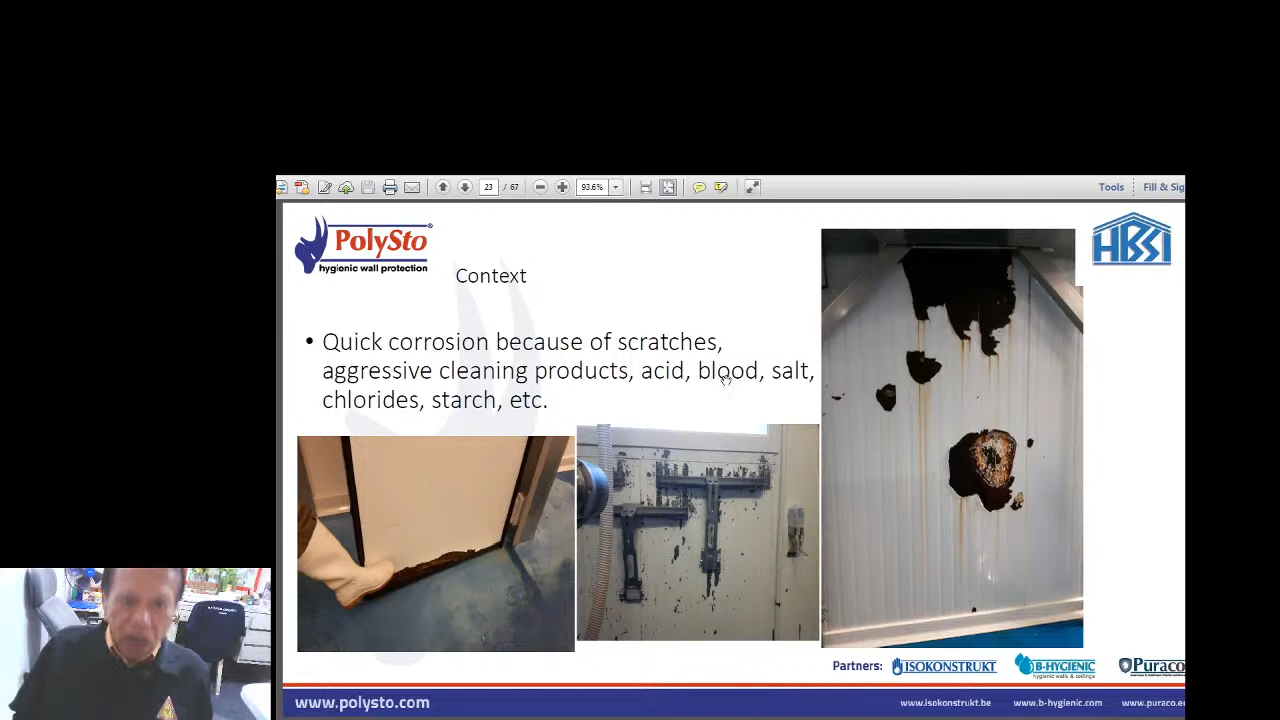 23 / 67
93.6%
Tools
Fill & Sig
PolySto
hygienic wall protection
HBSI
Context
• Quick corrosion because of scratches,
aggressive cleaning products, acid, blood, salt,
chlorides, starch, etc.
Partners:
ISOKONSTRUKT
B-HYGIENIC
hygienic walls & ceilings
Puraco
www.polysto.com
www.isokonstrukt.be
www.b-hygienic.com
www.puraco.e